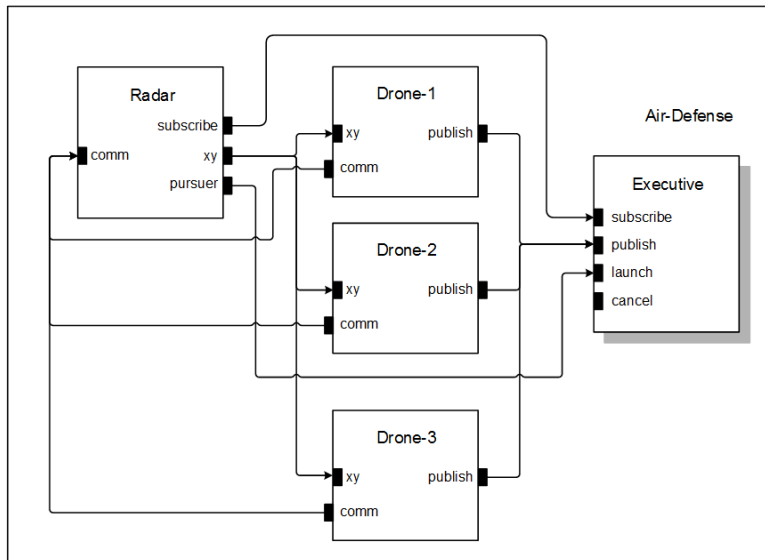 Radar
subscribe
comm
xy
pursuer
Drone-1
xy
publish
comm
Drone-2
xy
publish
comm
Drone-3
xy
publish
comm
Air-Defense
Executive
subscribe
publish
launch
cancel